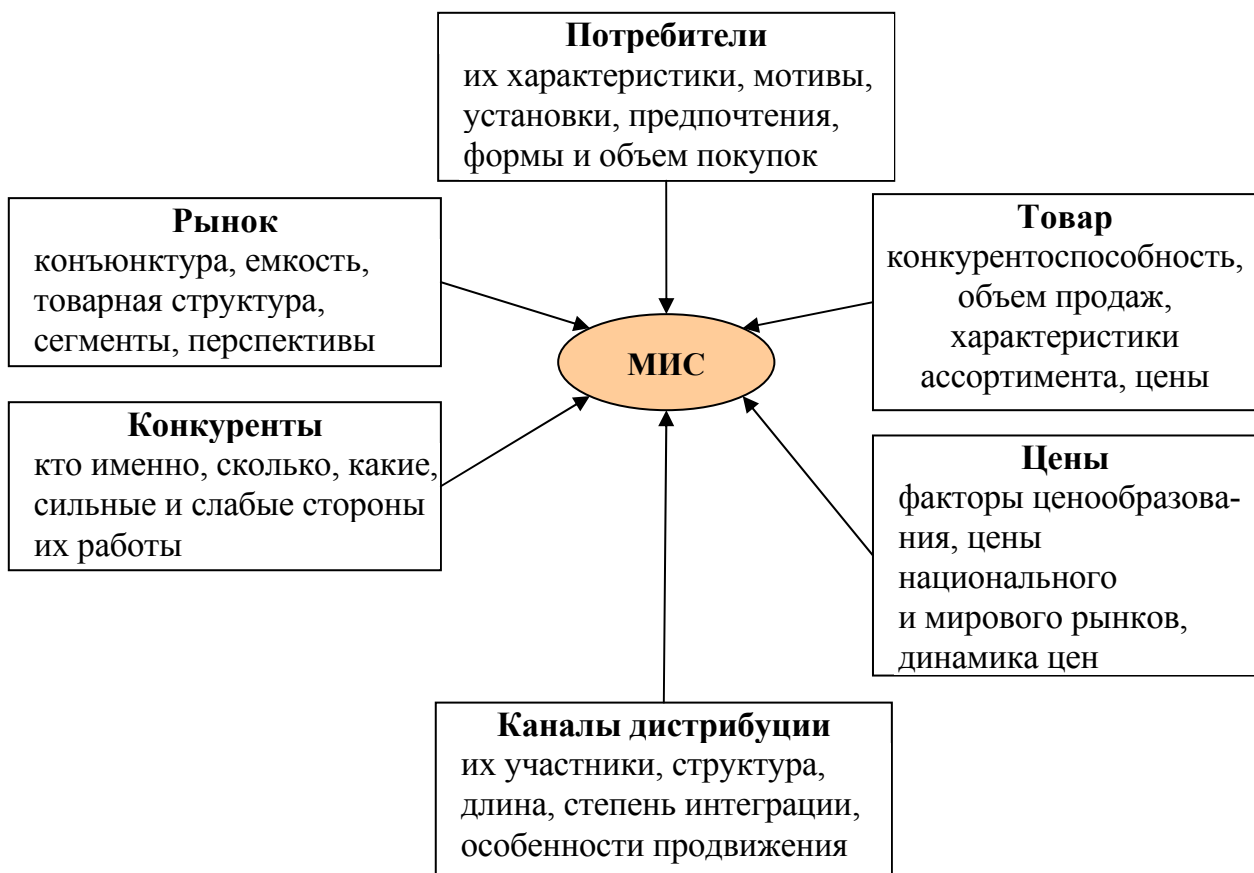 Потребители
их характеристики, мотивы,
установки, предпочтения,
формы и объем покупок
Рынок
конъюнктура, емкость,
товарная структура,
сегменты, перспективы
Товар
конкурентоспособность,
объем продаж,
характеристики
ассортимента, цены
МИС
Конкуренты
кто именно, сколько, какие,
сильные и слабые стороны
их работы
Цены
факторы ценообразова-
ния, цены
национального
и мирового рынков,
динамика цен
Каналы дистрибуции
их участники, структура,
длина, степень интеграции,
особенности продвижения